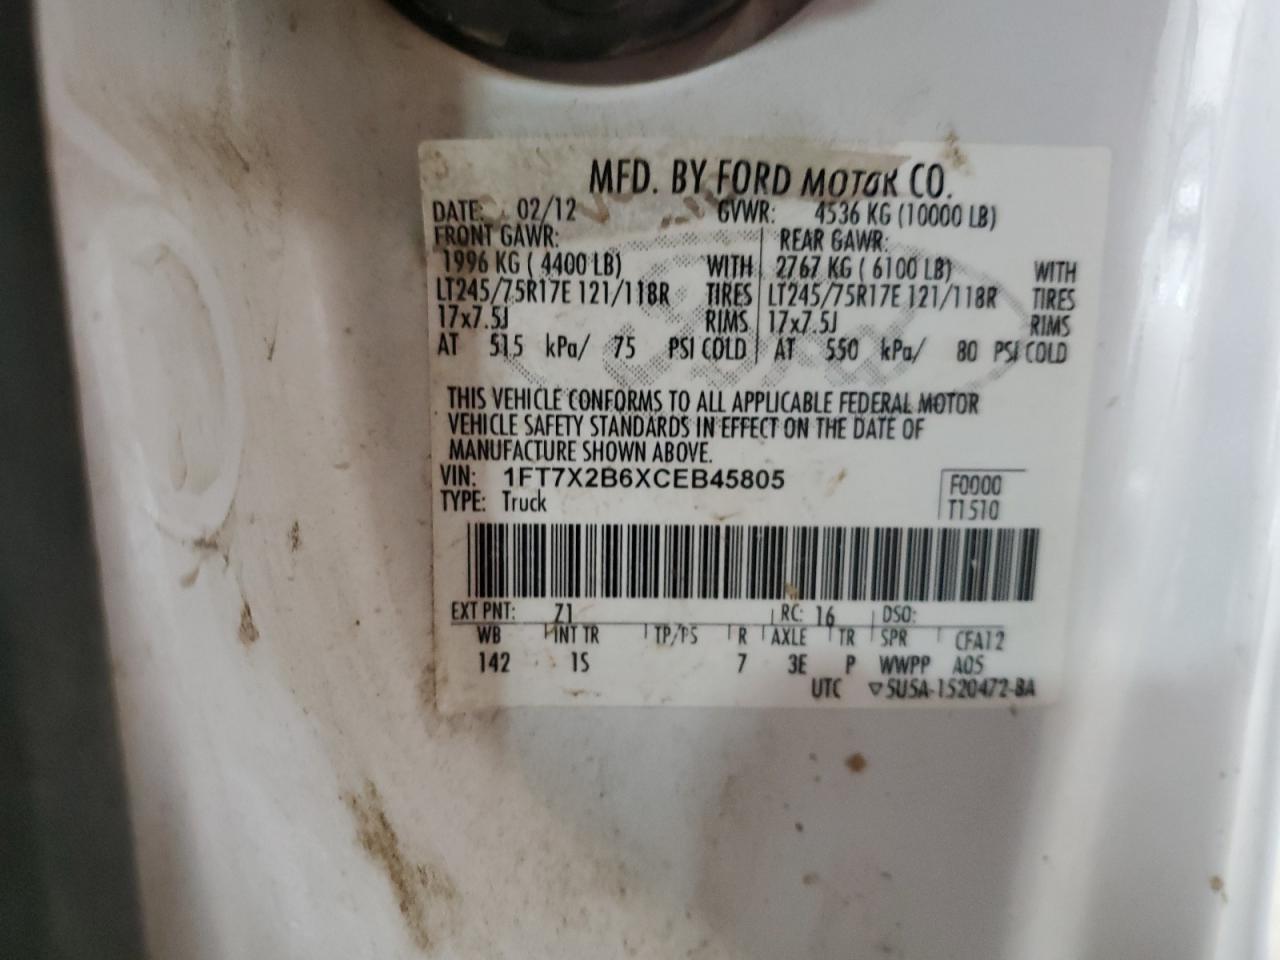 MFD. BY FORD MOTOR CO.
DATE: 02/12 GVWR: 4536 KG (10000 LB)
FRONT GAWR: REAR GAWR:
1996 KG ( 4400 LB) WITH 2767 KG ( 6100 LB) WITH
LT245/75R17E 121/118R TIRES LT245/75R17E 121/118R TIRES
17x7.5J RIMS 17x7.5J RIMS
AT 515 kPa/ 75 PSI COLD AT 550 kPa/ 80 PSI COLD
THIS VEHICLE CONFORMS TO ALL APPLICABLE FEDERAL MOTOR
VEHICLE SAFETY STANDARDS IN EFFECT ON THE DATE OF
MANUFACTURE SHOWN ABOVE.
VIN: 1FT7X2B6XCEB45805 F0000
TYPE: Truck T1510
EXT PNT: Z1 RC: 16 DSO:
WB INT TR TP/PS R AXLE TR SPR CFA12
142 1S 7 3E P WWPP A05
UTC ▽5U5A-1520472-BA